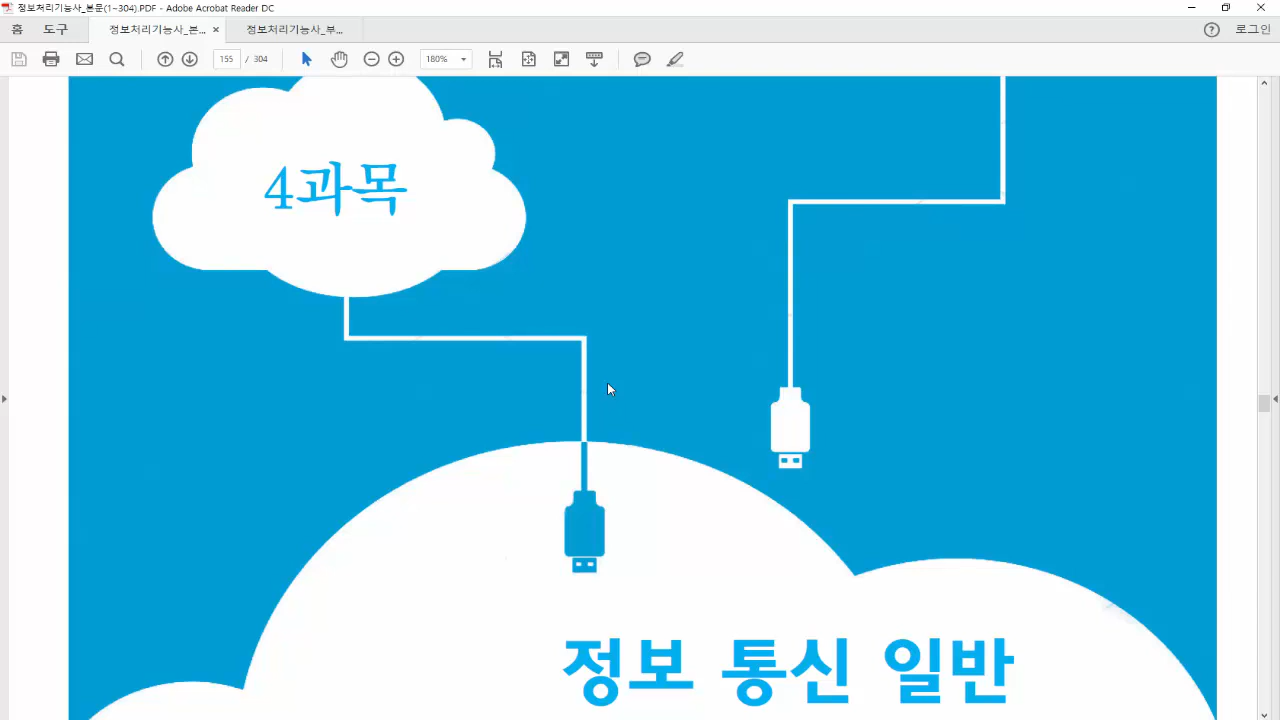 정보처리기능사_본문(1~304).PDF - Adobe Acrobat Reader DC
홈 도구 정보처리기능사_본... × 정보처리기능사_부... 로그인
155 / 304 180%
4과목
정보 통신 일반